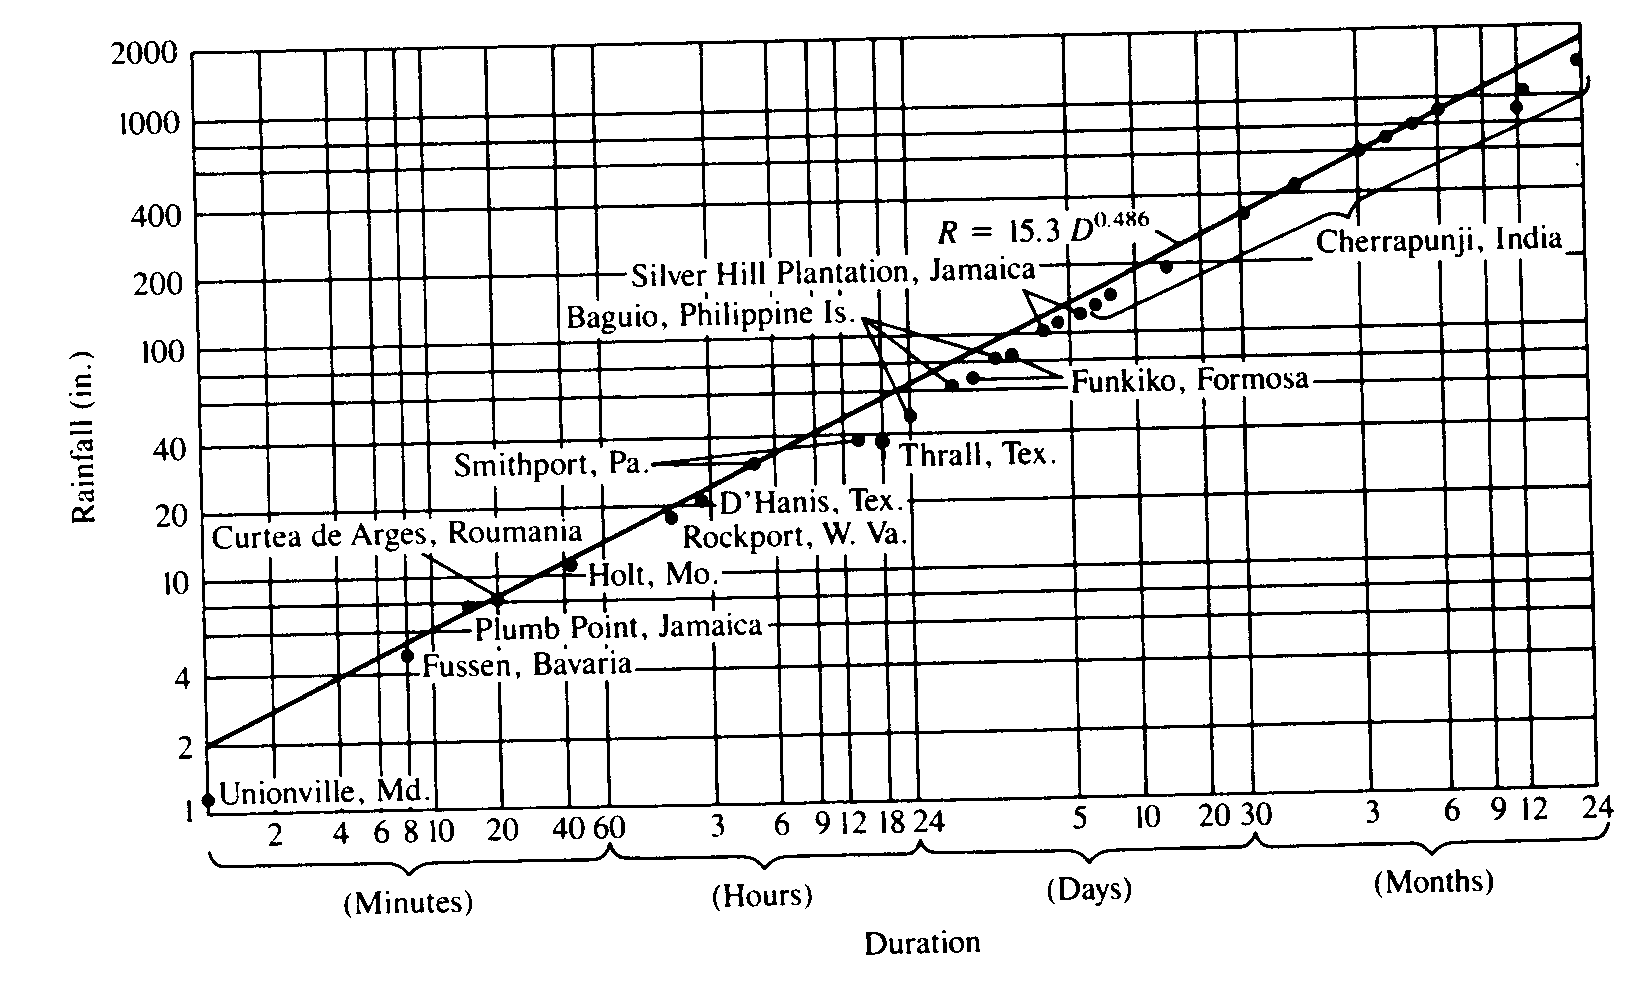 2000
1000
400
200
100
40
20
10
4
2
1
Rainfall (in.)
R = 15.3 D^0.486
Cherrapunji, India
Silver Hill Plantation, Jamaica
Baguio, Philippine Is.
Funkiko, Formosa
Thrall, Tex.
Smithport, Pa.
D'Hanis, Tex.
Rockport, W. Va.
Curtea de Arges, Roumania
Holt, Mo.
Plumb Point, Jamaica
Fussen, Bavaria
Unionville, Md.
2 4 6 8 10 20 40 60 3 6 9 12 18 24 5 10 20 30 3 6 9 12 24
(Minutes) (Hours) (Days) (Months)
Duration